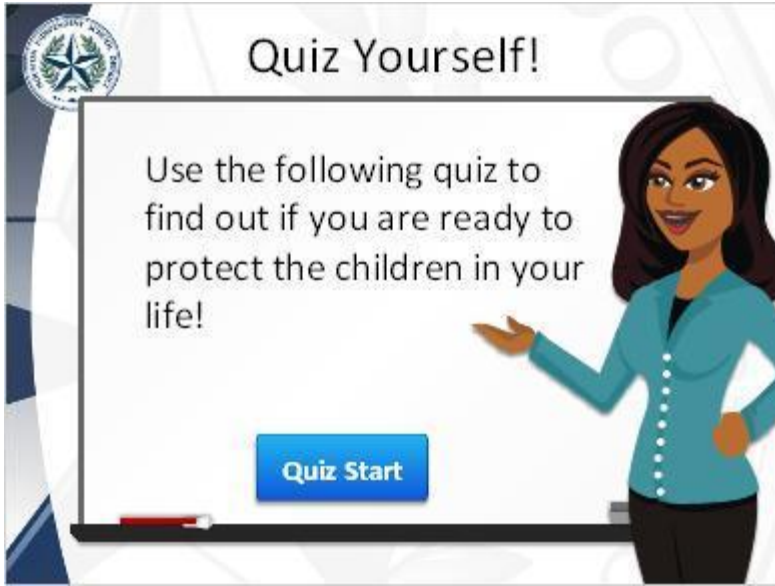 Quiz Yourself!
Use the following quiz to
find out if you are ready to
protect the children in your
life!
Quiz Start